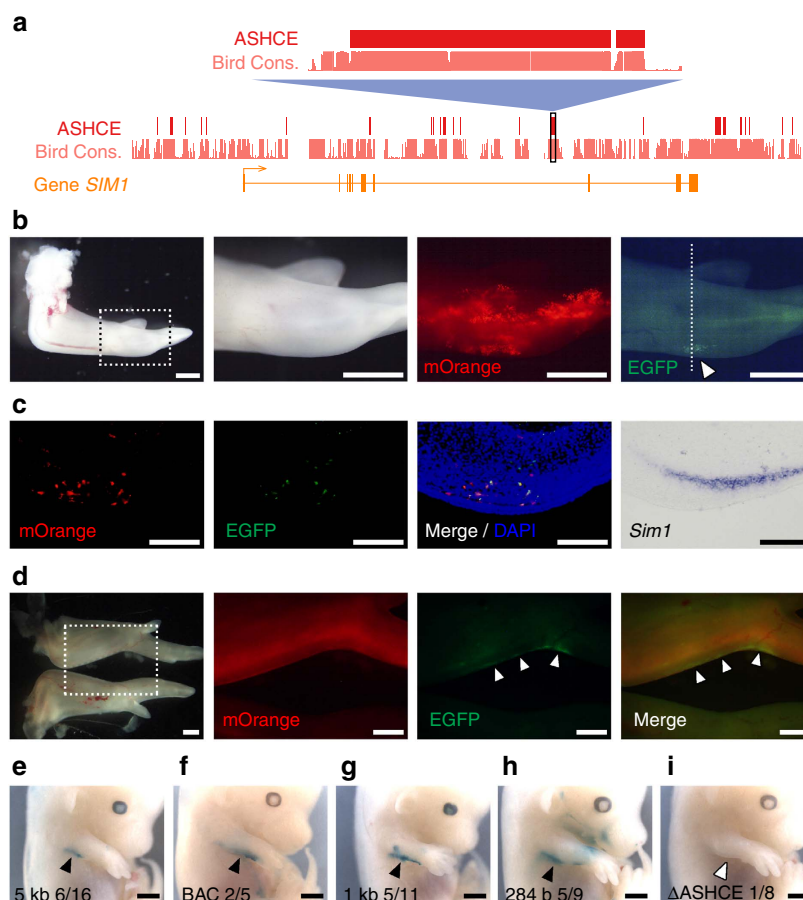 a
ASHCE
Bird Cons.
ASHCE
Bird Cons.
Gene SIM1
b
mOrange
EGFP
c
mOrange
EGFP
Merge / DAPI
Sim1
d
mOrange
EGFP
Merge
e f g h i
5 kb 6/16
BAC 2/5
1 kb 5/11
284 b 5/9
ΔASHCE 1/8